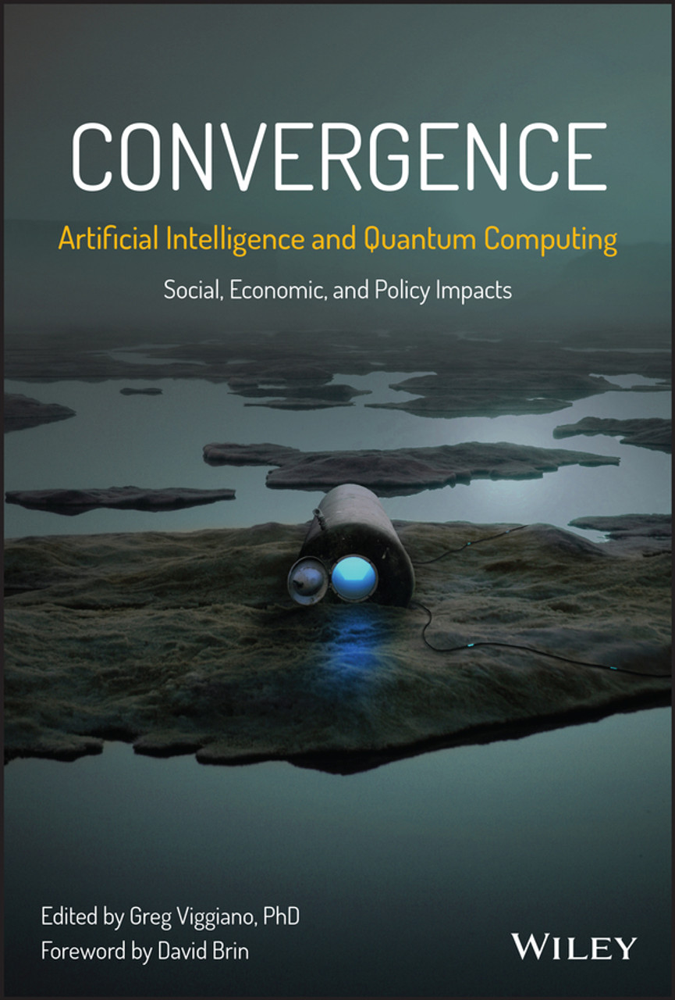 CONVERGENCE
Artificial Intelligence and Quantum Computing
Social, Economic, and Policy Impacts
Edited by Greg Viggiano, PhD
Foreword by David Brin
WILEY